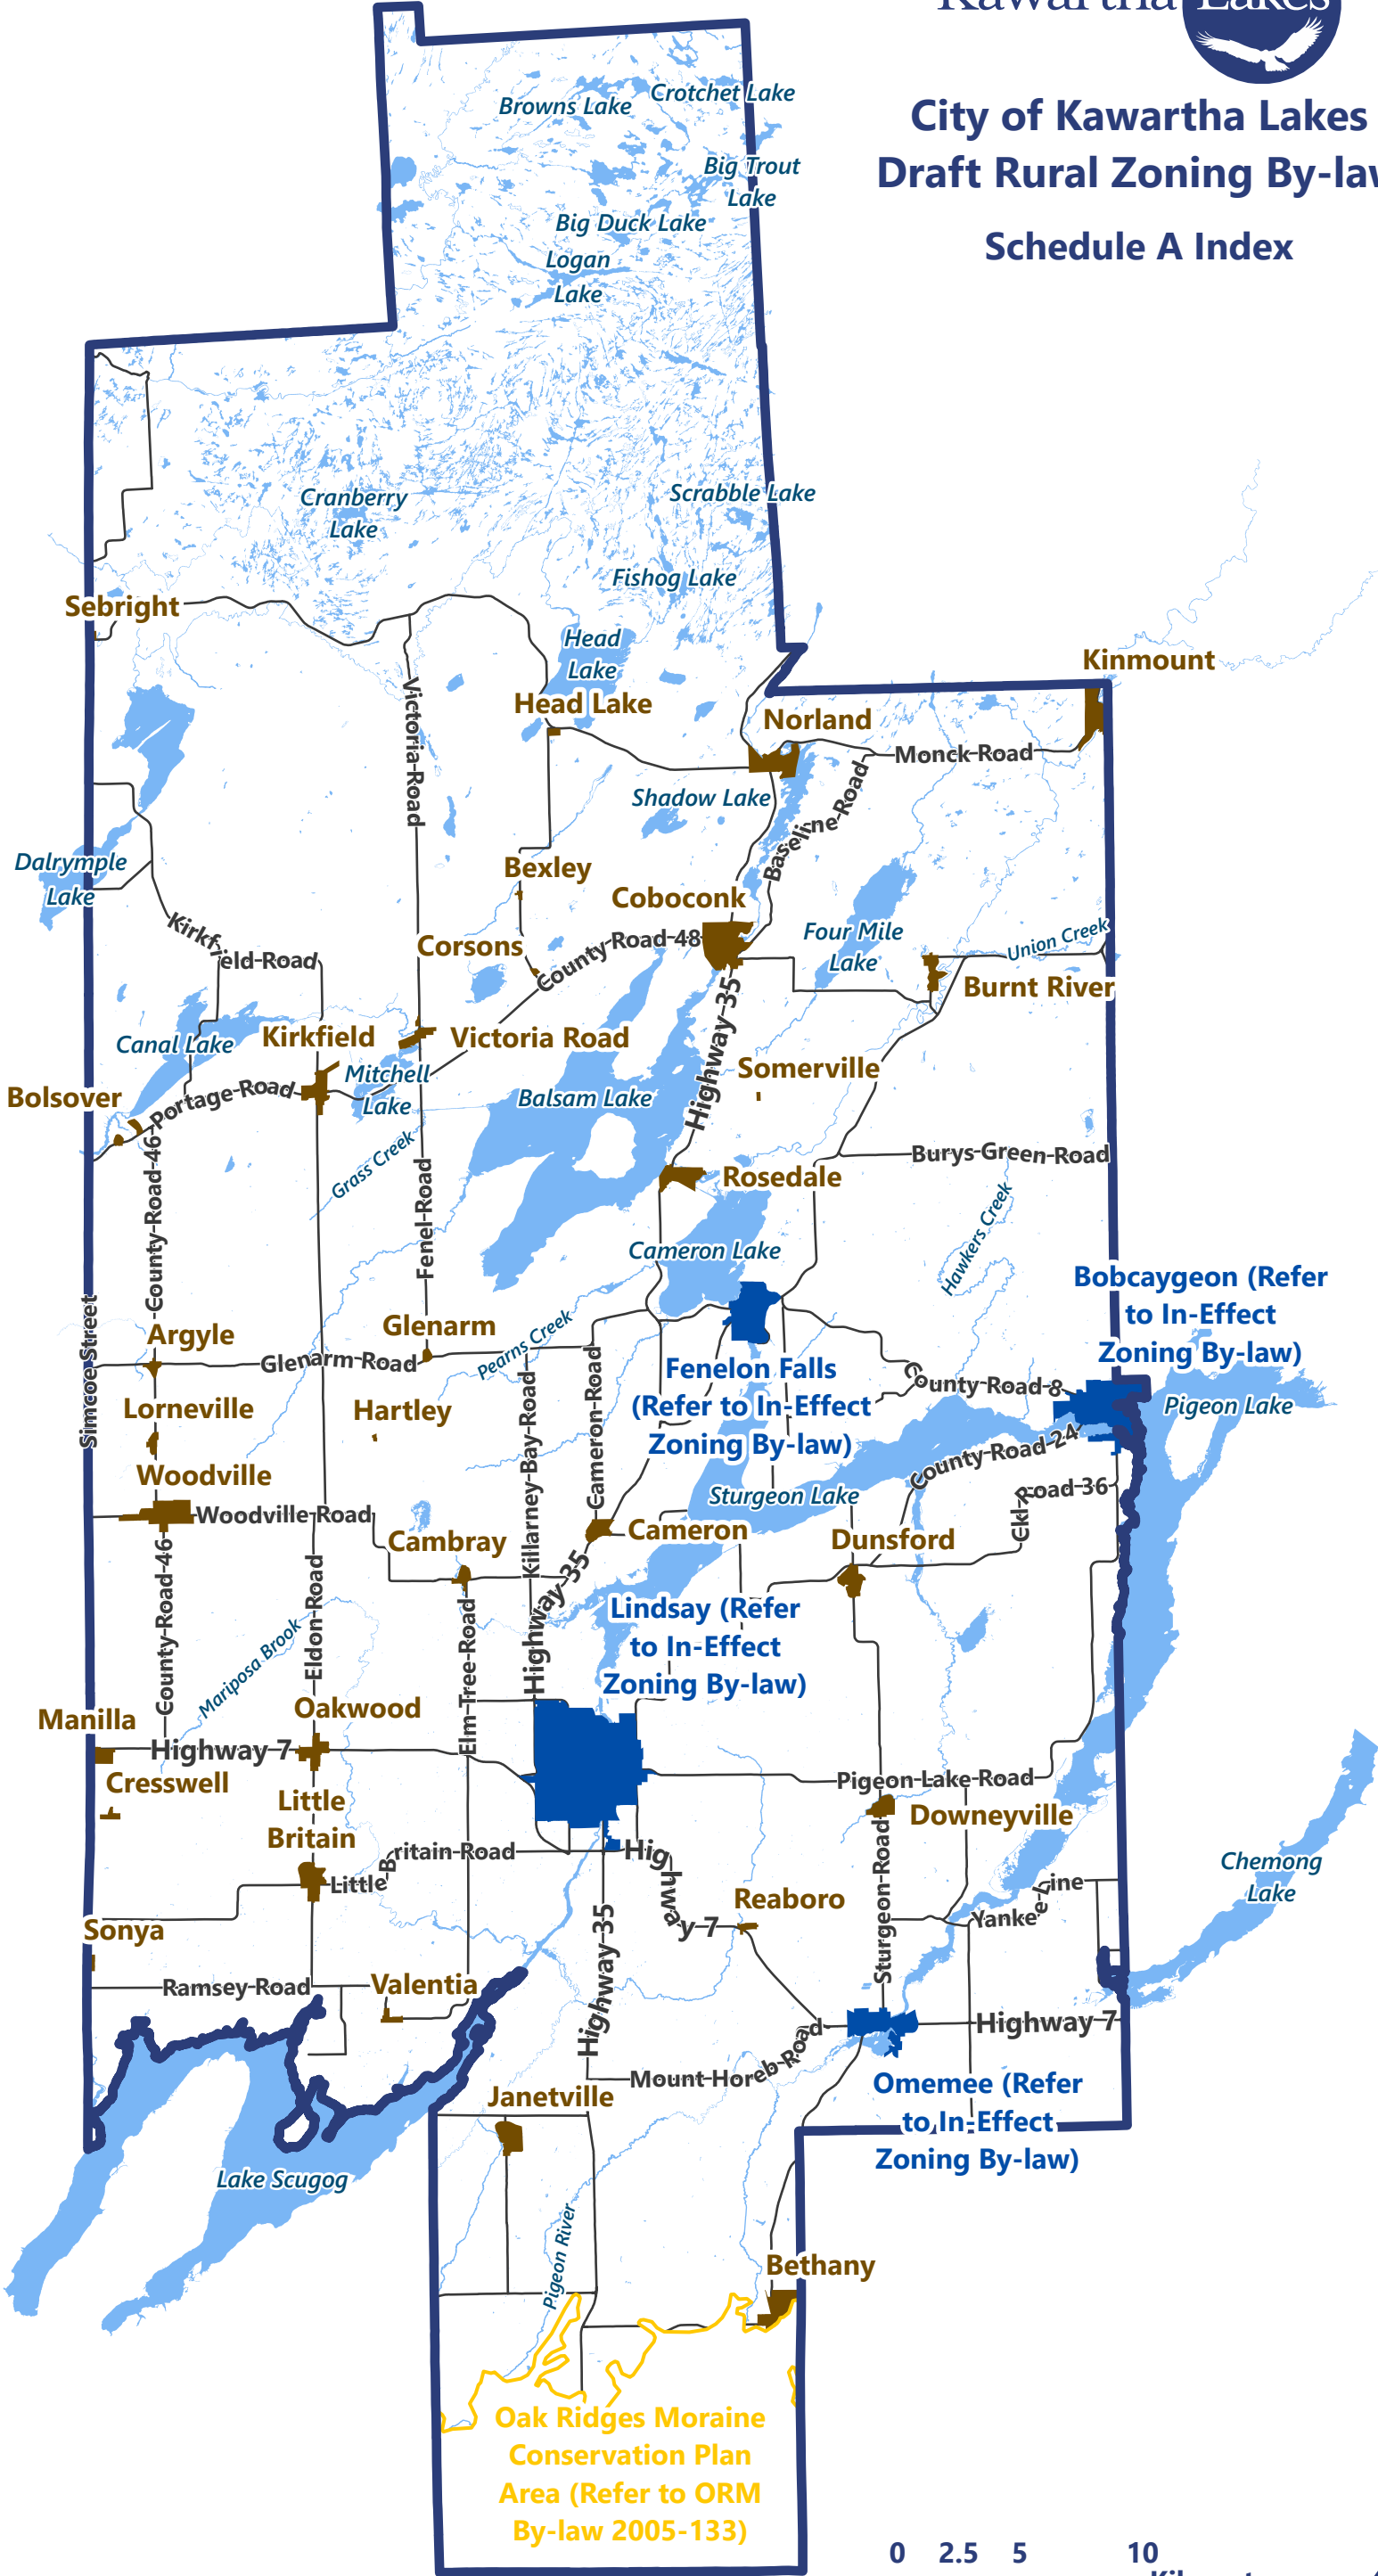 Kawartha Lakes
City of Kawartha Lakes
Draft Rural Zoning By-law
Schedule A Index
Browns Lake
Crotchet Lake
Big Trout
Lake
Big Duck Lake
Logan
Lake
Cranberry
Lake
Scrabble Lake
Fishog Lake
Sebright
Head
Lake
Kinmount
Head Lake
Norland
Victoria Road
Monck Road
Shadow Lake
Baseline Road
Dalrymple
Lake
Bexley
Coboconk
Kirkfield Road
Corsons
County Road 48
Four Mile
Lake
Union Creek
Burnt River
Highway 35
Canal Lake
Kirkfield
Victoria Road
Mitchell
Lake
Somerville
Bolsover
Portage Road
Balsam Lake
County Road 46
Grass Creek
Burys Green Road
Fenel Road
Rosedale
Hawkers Creek
Cameron Lake
Bobcaygeon (Refer
to In-Effect
Zoning By-law)
Simcoe Street
Argyle
Glenarm
Glenarm Road
Pearns Creek
Fenelon Falls
(Refer to In-Effect
Zoning By-law)
County Road 8
Pigeon Lake
Lorneville
Hartley
Killarney Bay Road
Cameron Road
County Road 24
Woodville
Woodville Road
Sturgeon Lake
Ckl Road 36
Cambray
Cameron
Dunsford
County Road 46
Eldon Road
Highway 35
Elm Tree Road
Lindsay (Refer
to In-Effect
Zoning By-law)
Mariposa Brook
Manilla
Oakwood
Highway 7
Cresswell
Pigeon Lake Road
Little
Britain
Downeyville
Little Britain Road
Highway 7
Sturgeon Road
Chemong
Lake
Yankee Line
Reaboro
Sonya
Highway 35
Ramsey Road
Valentia
Highway 7
Mount Horeb Road
Omemee (Refer
to In-Effect
Zoning By-law)
Janetville
Lake Scugog
Pigeon River
Bethany
Oak Ridges Moraine
Conservation Plan
Area (Refer to ORM
By-law 2005-133)
0 2.5 5 10